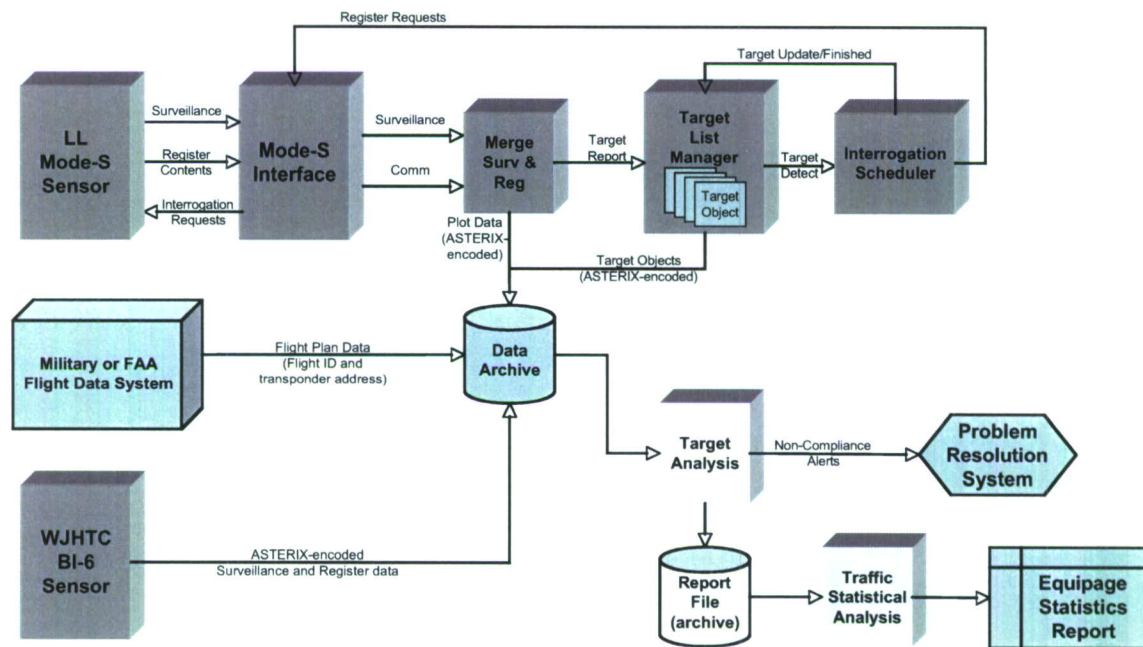 Register Requests
Target Update/Finished
LL
Mode-S
Sensor
Surveillance
Register
Contents
Interrogation
Requests
Mode-S
Interface
Surveillance
Comm
Merge
Surv &
Reg
Target
Report
Target
List
Manager
Target
Object
Target
Detect
Interrogation
Scheduler
Plot Data
(ASTERIX-
encoded)
Target Objects
(ASTERIX-encoded)
Military or FAA
Flight Data System
Flight Plan Data
(Flight ID and
transponder address)
Data
Archive
Target
Analysis
Non-Compliance
Alerts
Problem
Resolution
System
WJHTC
BI-6
Sensor
ASTERIX-encoded
Surveillance and Register data
Report
File
(archive)
Traffic
Statistical
Analysis
Equipage
Statistics
Report